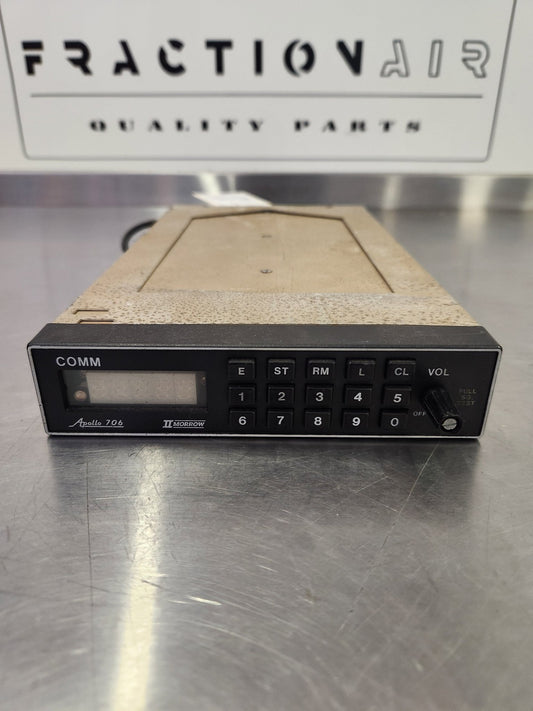 FRACTIONAIR
QUALITY PARTS
COMM
E ST RM L CL VOL
1 2 3 4 5
PULL
SQ
TEST
OFF
6 7 8 9 0
Apollo 706
II MORROW